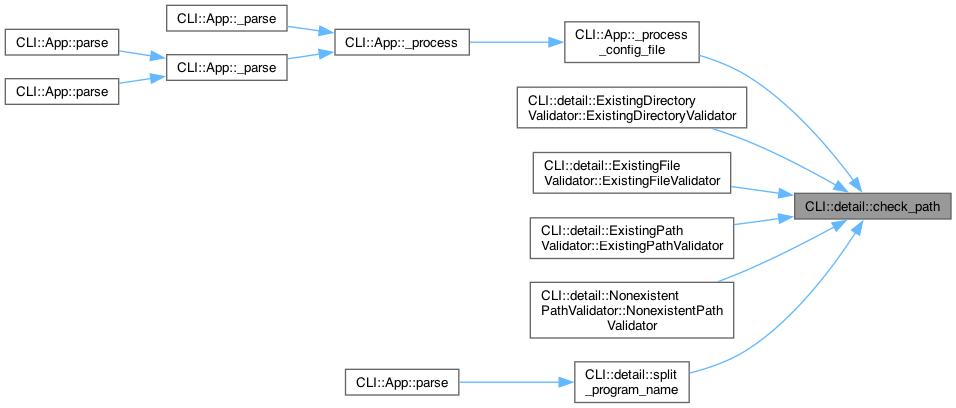 CLI::App::_parse
CLI::App::parse
CLI::App::_process
CLI::App::_process
_config_file
CLI::App::_parse
CLI::App::parse
CLI::detail::ExistingDirectory
Validator::ExistingDirectoryValidator
CLI::detail::ExistingFile
Validator::ExistingFileValidator
CLI::detail::check_path
CLI::detail::ExistingPath
Validator::ExistingPathValidator
CLI::detail::Nonexistent
PathValidator::NonexistentPath
Validator
CLI::App::parse
CLI::detail::split
_program_name